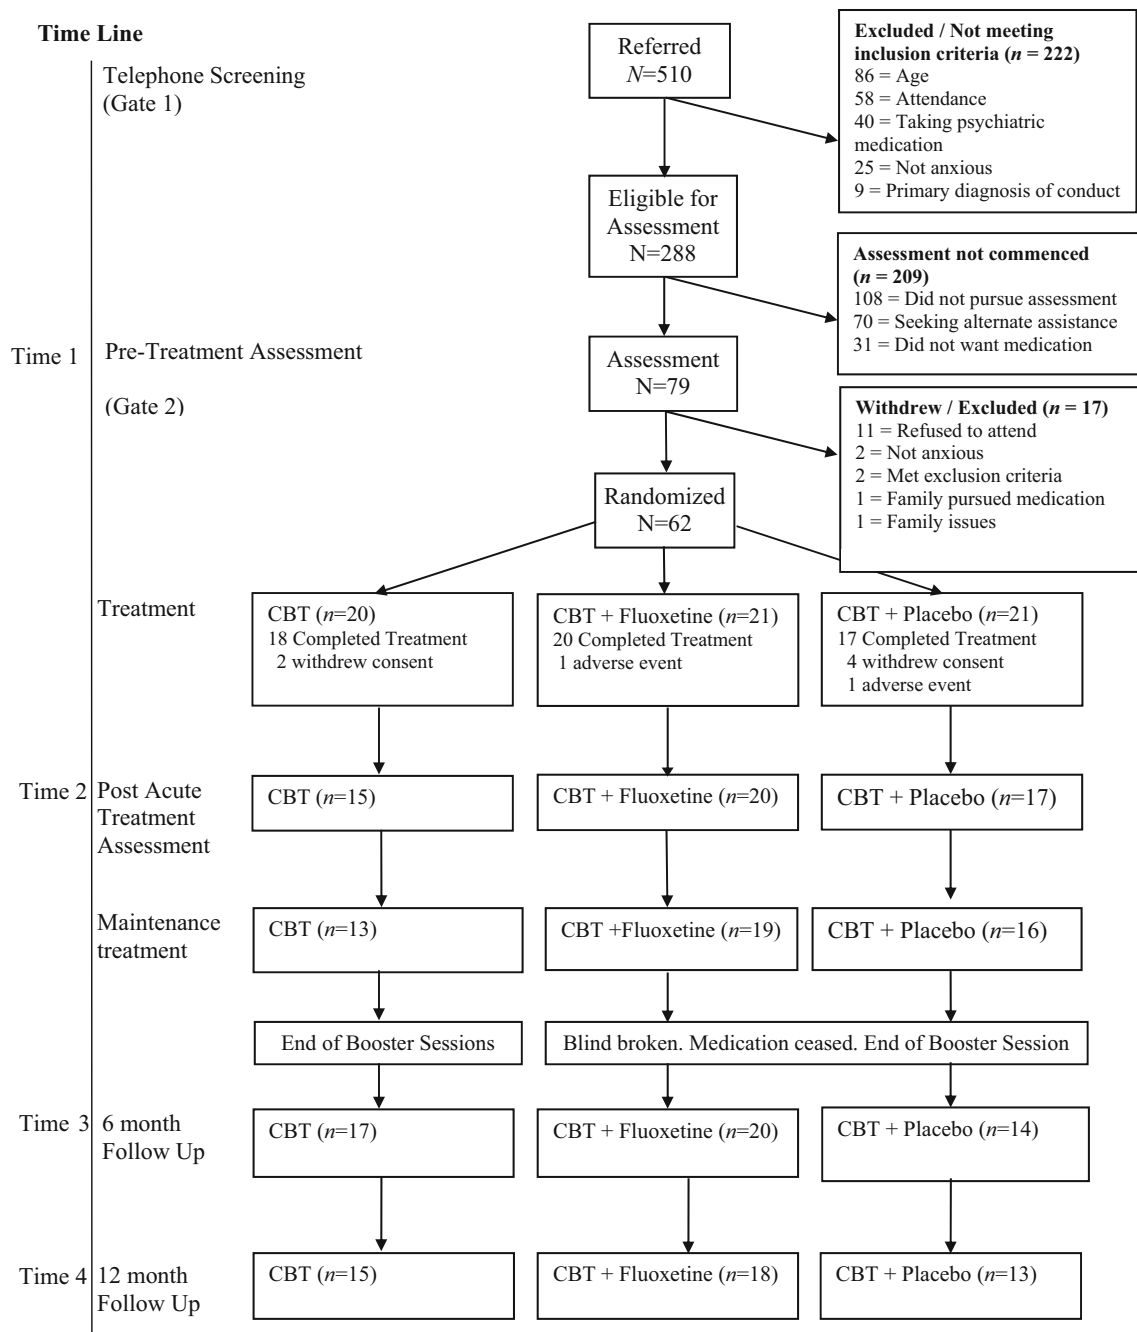 Time Line
Telephone Screening
(Gate 1)
Referred
N=510
Excluded / Not meeting
inclusion criteria (n = 222)
86 = Age
58 = Attendance
40 = Taking psychiatric
medication
25 = Not anxious
9 = Primary diagnosis of conduct
Eligible for
Assessment
N=288
Assessment not commenced
(n = 209)
108 = Did not pursue assessment
70 = Seeking alternate assistance
31 = Did not want medication
Time 1
Pre-Treatment Assessment
(Gate 2)
Assessment
N=79
Withdrew / Excluded (n = 17)
11 = Refused to attend
2 = Not anxious
2 = Met exclusion criteria
1 = Family pursued medication
1 = Family issues
Randomized
N=62
Treatment
CBT (n=20)
18 Completed Treatment
2 withdrew consent
CBT + Fluoxetine (n=21)
20 Completed Treatment
1 adverse event
CBT + Placebo (n=21)
17 Completed Treatment
4 withdrew consent
1 adverse event
Time 2
Post Acute
Treatment
Assessment
CBT (n=15)
CBT + Fluoxetine (n=20)
CBT + Placebo (n=17)
Maintenance
treatment
CBT (n=13)
CBT +Fluoxetine (n=19)
CBT + Placebo (n=16)
End of Booster Sessions
Blind broken. Medication ceased. End of Booster Session
Time 3
6 month
Follow Up
CBT (n=17)
CBT + Fluoxetine (n=20)
CBT + Placebo (n=14)
Time 4
12 month
Follow Up
CBT (n=15)
CBT + Fluoxetine (n=18)
CBT + Placebo (n=13)